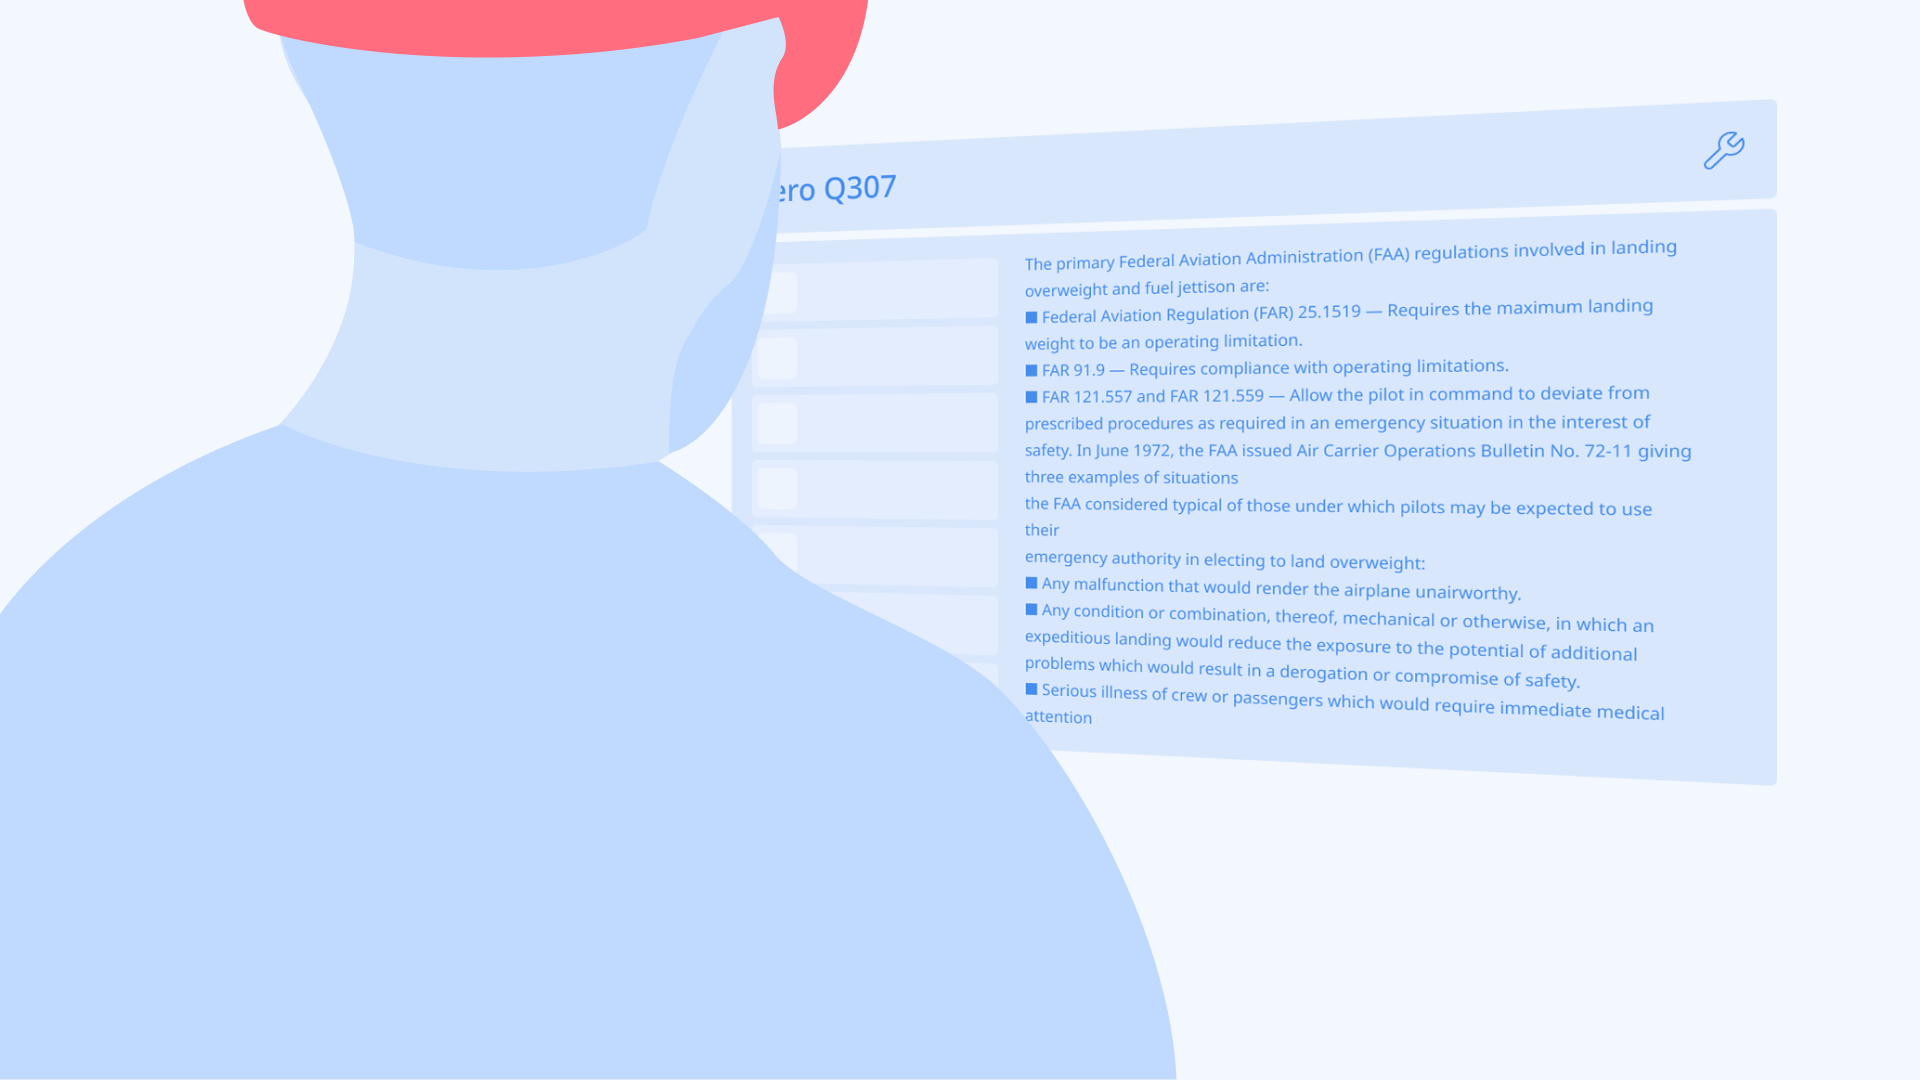 Q307
The primary Federal Aviation Administration (FAA) regulations involved in landing
overweight and fuel jettison are:
■ Federal Aviation Regulation (FAR) 25.1519 — Requires the maximum landing
weight to be an operating limitation.
■ FAR 91.9 — Requires compliance with operating limitations.
■ FAR 121.557 and FAR 121.559 — Allow the pilot in command to deviate from
prescribed procedures as required in an emergency situation in the interest of
safety. In June 1972, the FAA issued Air Carrier Operations Bulletin No. 72-11 giving
three examples of situations
the FAA considered typical of those under which pilots may be expected to use
their
emergency authority in electing to land overweight:
■ Any malfunction that would render the airplane unairworthy.
■ Any condition or combination, thereof, mechanical or otherwise, in which an
expeditious landing would reduce the exposure to the potential of additional
problems which would result in a derogation or compromise of safety.
■ Serious illness of crew or passengers which would require immediate medical
attention